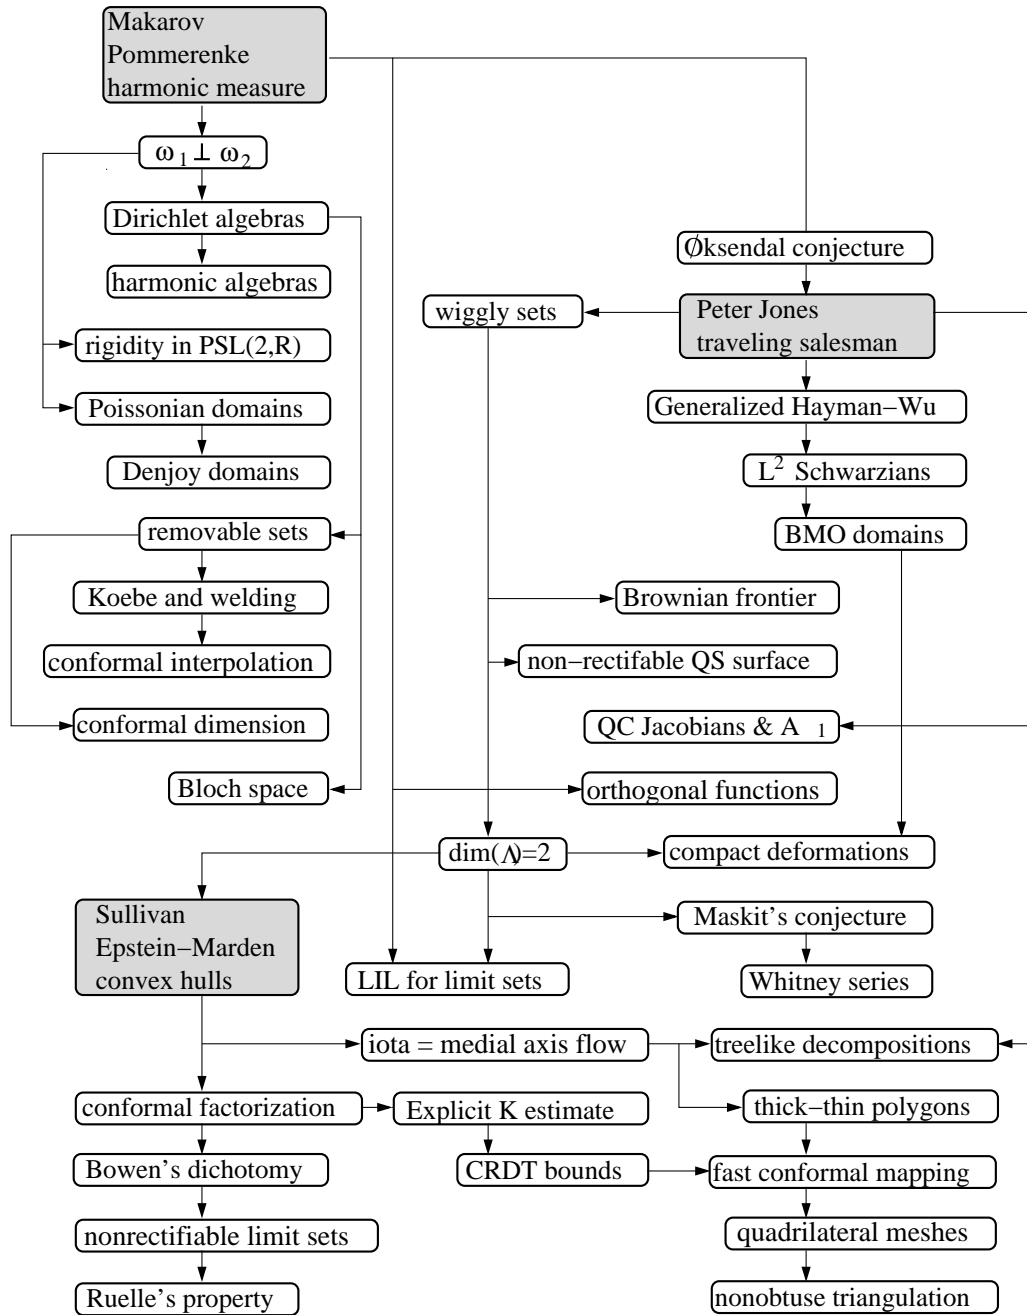 Makarov
Pommerenke
harmonic measure
ω₁ ⊥ ω₂
Dirichlet algebras
harmonic algebras
Øksendal conjecture
wiggly sets
Peter Jones
traveling salesman
rigidity in PSL(2,R)
Poissonian domains
Generalized Hayman−Wu
Denjoy domains
L² Schwarzians
removable sets
BMO domains
Koebe and welding
Brownian frontier
conformal interpolation
non−rectifable QS surface
conformal dimension
QC Jacobians & A₁
Bloch space
orthogonal functions
dim(Λ)=2
compact deformations
Sullivan
Epstein−Marden
convex hulls
Maskit's conjecture
LIL for limit sets
Whitney series
iota = medial axis flow
treelike decompositions
conformal factorization
Explicit K estimate
thick−thin polygons
Bowen's dichotomy
CRDT bounds
fast conformal mapping
nonrectifiable limit sets
quadrilateral meshes
Ruelle's property
nonobtuse triangulation